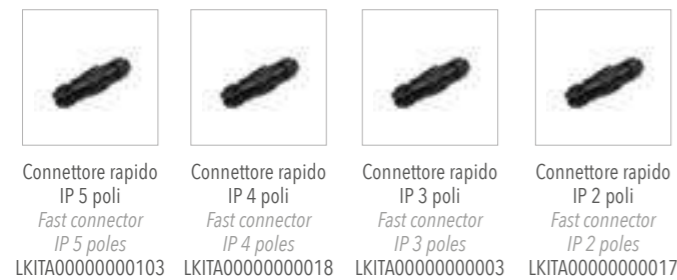 Connettore rapido
IP 5 poli
Fast connector
IP 5 poles
LKITA00000000103
Connettore rapido
IP 4 poli
Fast connector
IP 4 poles
LKITA00000000018
Connettore rapido
IP 3 poli
Fast connector
IP 3 poles
LKITA00000000003
Connettore rapido
IP 2 poli
Fast connector
IP 2 poles
LKITA00000000017